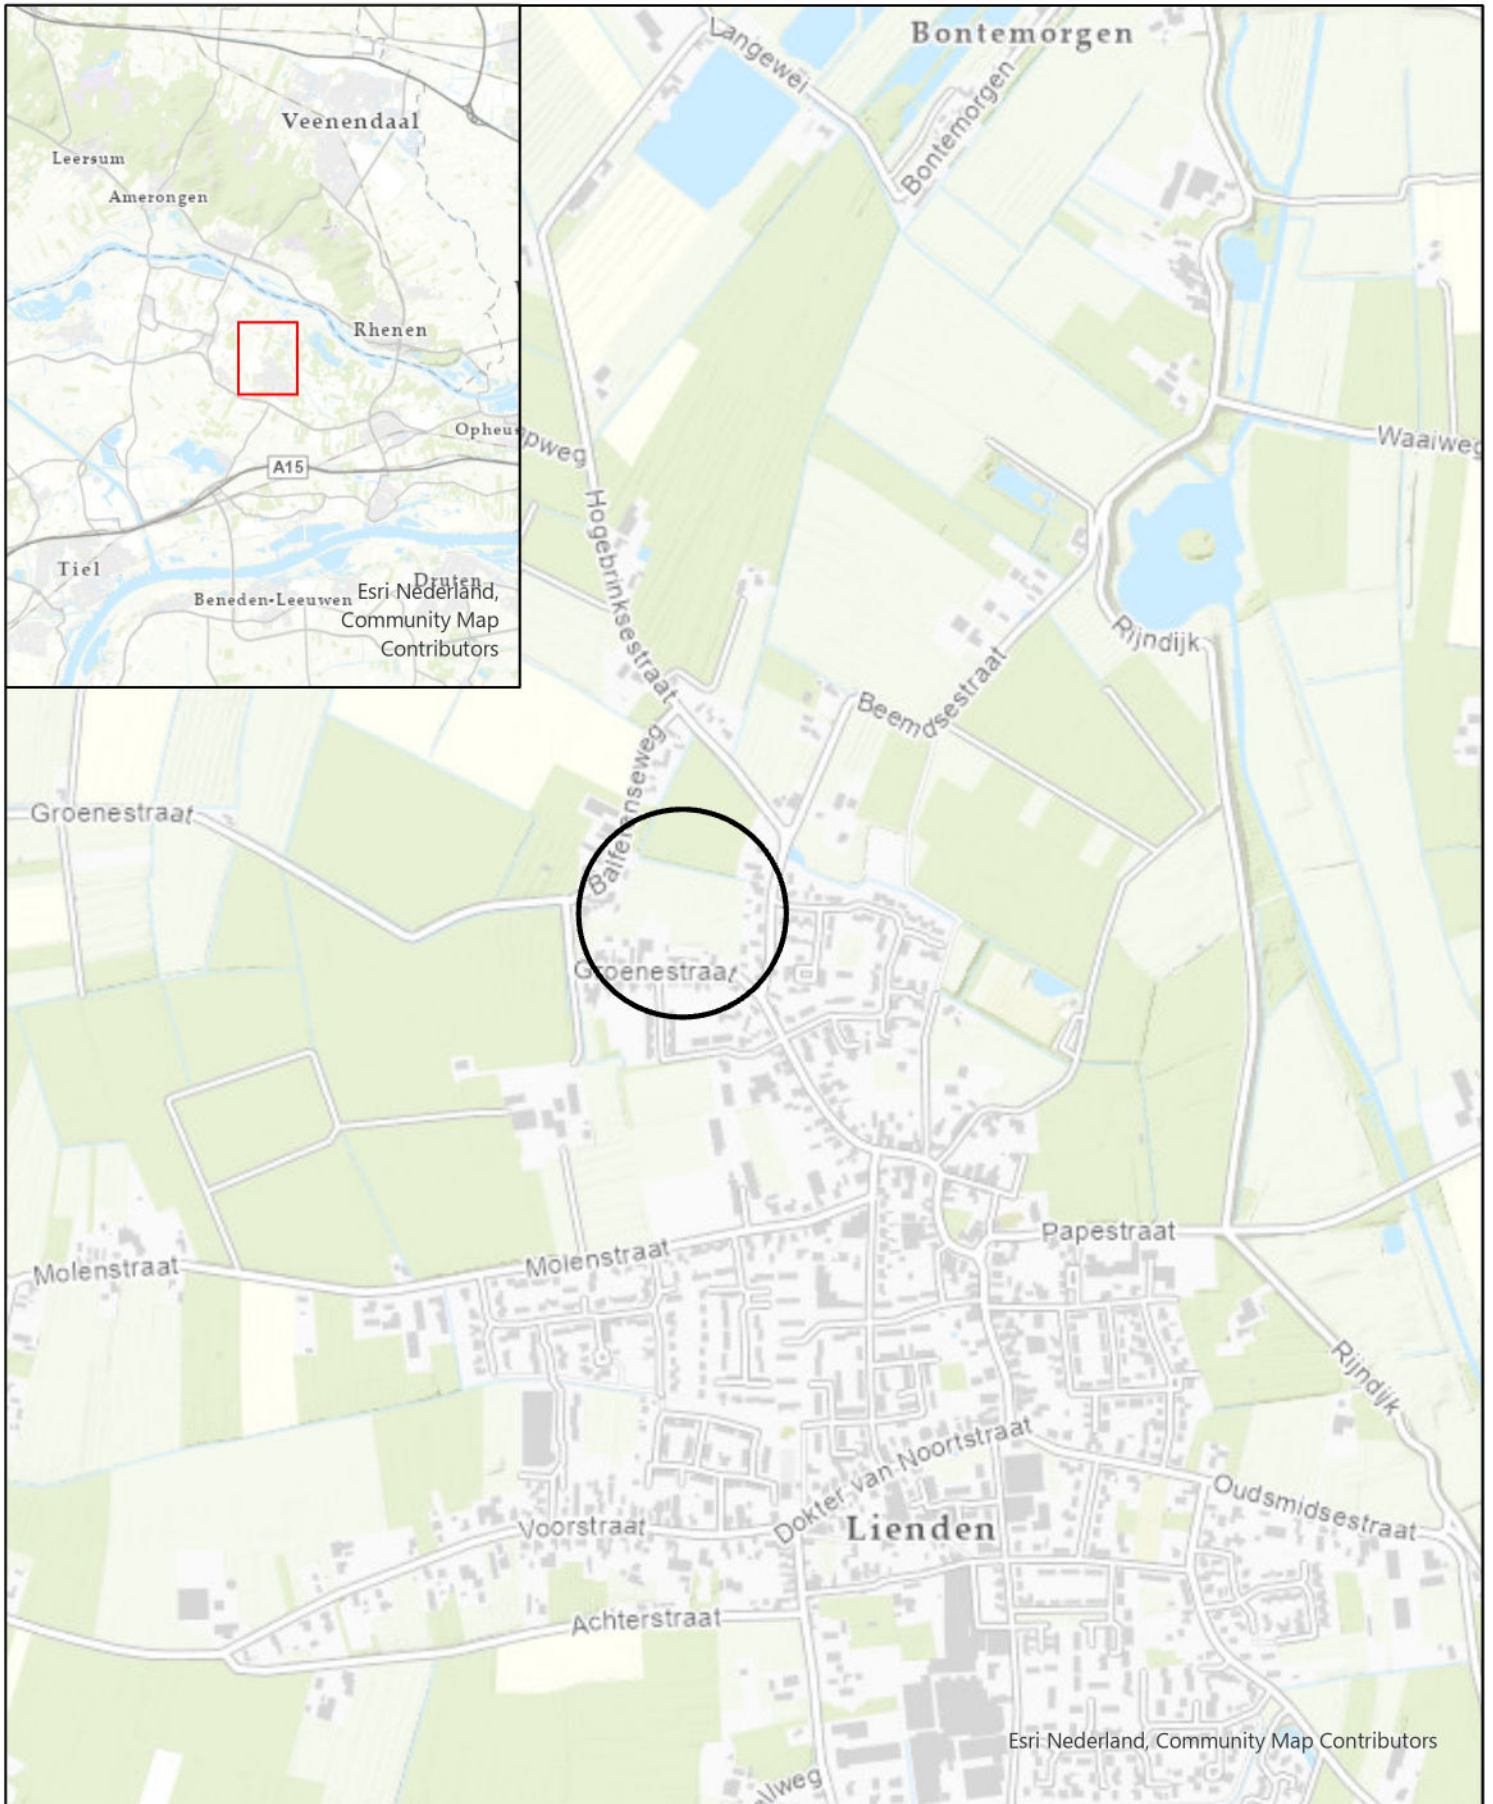 Veenendaal
Leersum
Amerongen
Rhenen
A15
Tiel
Druten
Beneden-Leeuwen
Esri Nederland,
Community Map
Contributors
Bontemorgen
Langewei
Bontemorgen
Waaiweg
Hogebrinksestraat
Rijndijk
Beemdsestraat
Groenestraat
Groenestraat
Papestraat
Molenstraat
Molenstraat
Rijndijk
Dokter van Noortstraat
Oudsmidsestraat
Voorstraat
Lienden
Achterstraat
Esri Nederland, Community Map Contributors